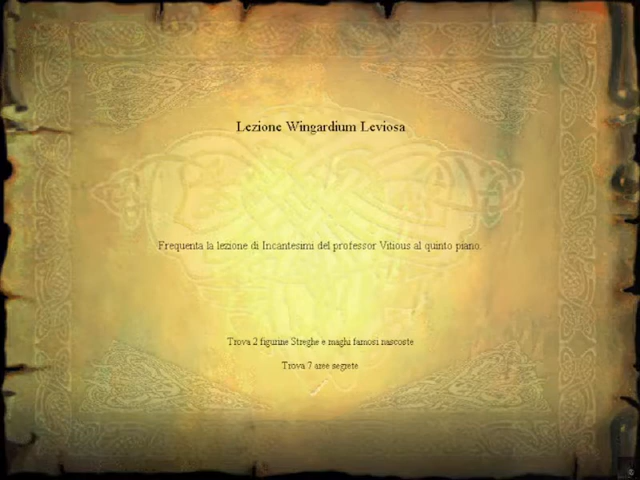 Lezione Wingardium Leviosa
Frequenta la lezione di Incantesimi del professor Vitious al quinto piano.
Trova 2 figurine Streghe e maghi famosi nascoste
Trova 7 aree segrete